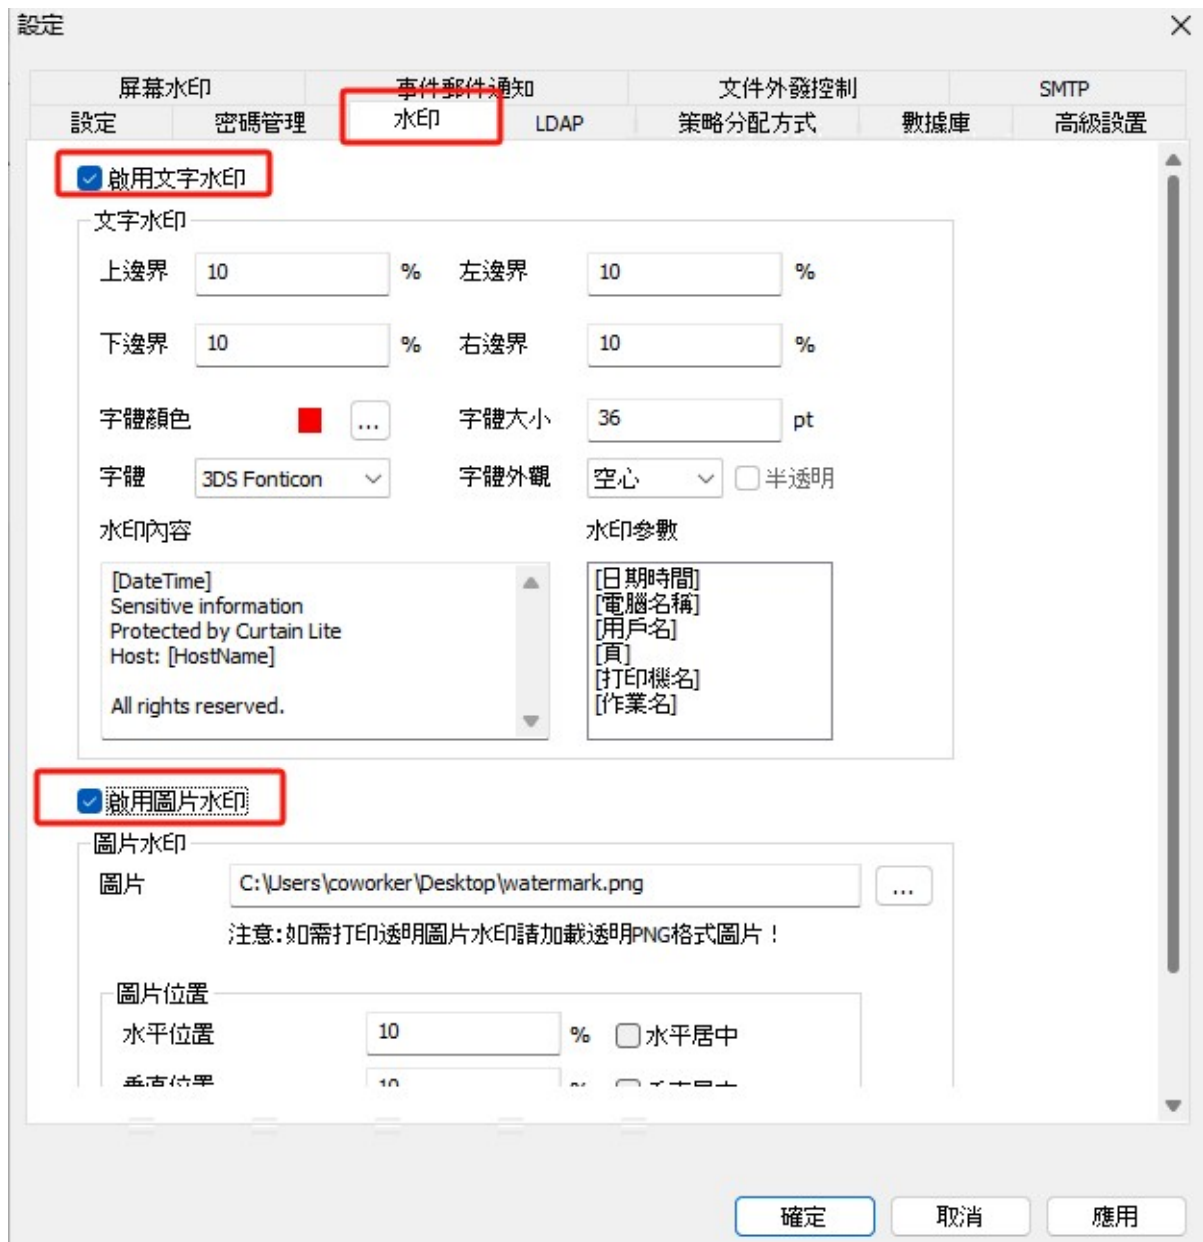 設定
屏幕水印 事件郵件通知 文件外發控制 SMTP
設定 密碼管理 水印 LDAP 策略分配方式 數據庫 高級設置
啟用文字水印
文字水印
上邊界 10 % 左邊界 10 %
下邊界 10 % 右邊界 10 %
字體顏色 ... 字體大小 36 pt
字體 3DS Fonticon 字體外觀 空心 半透明
水印內容 水印參數
[DateTime]
Sensitive information
Protected by Curtain Lite
Host: [HostName]
All rights reserved.
[日期時間]
[電腦名稱]
[用戶名]
[頁]
[打印機名]
[作業名]
啟用圖片水印
圖片水印
圖片 C:\Users\coworker\Desktop\watermark.png ...
注意:如需打印透明圖片水印請加載透明PNG格式圖片！
圖片位置
水平位置 10 % 水平居中
垂直位置 10 % 垂直居中
確定 取消 應用